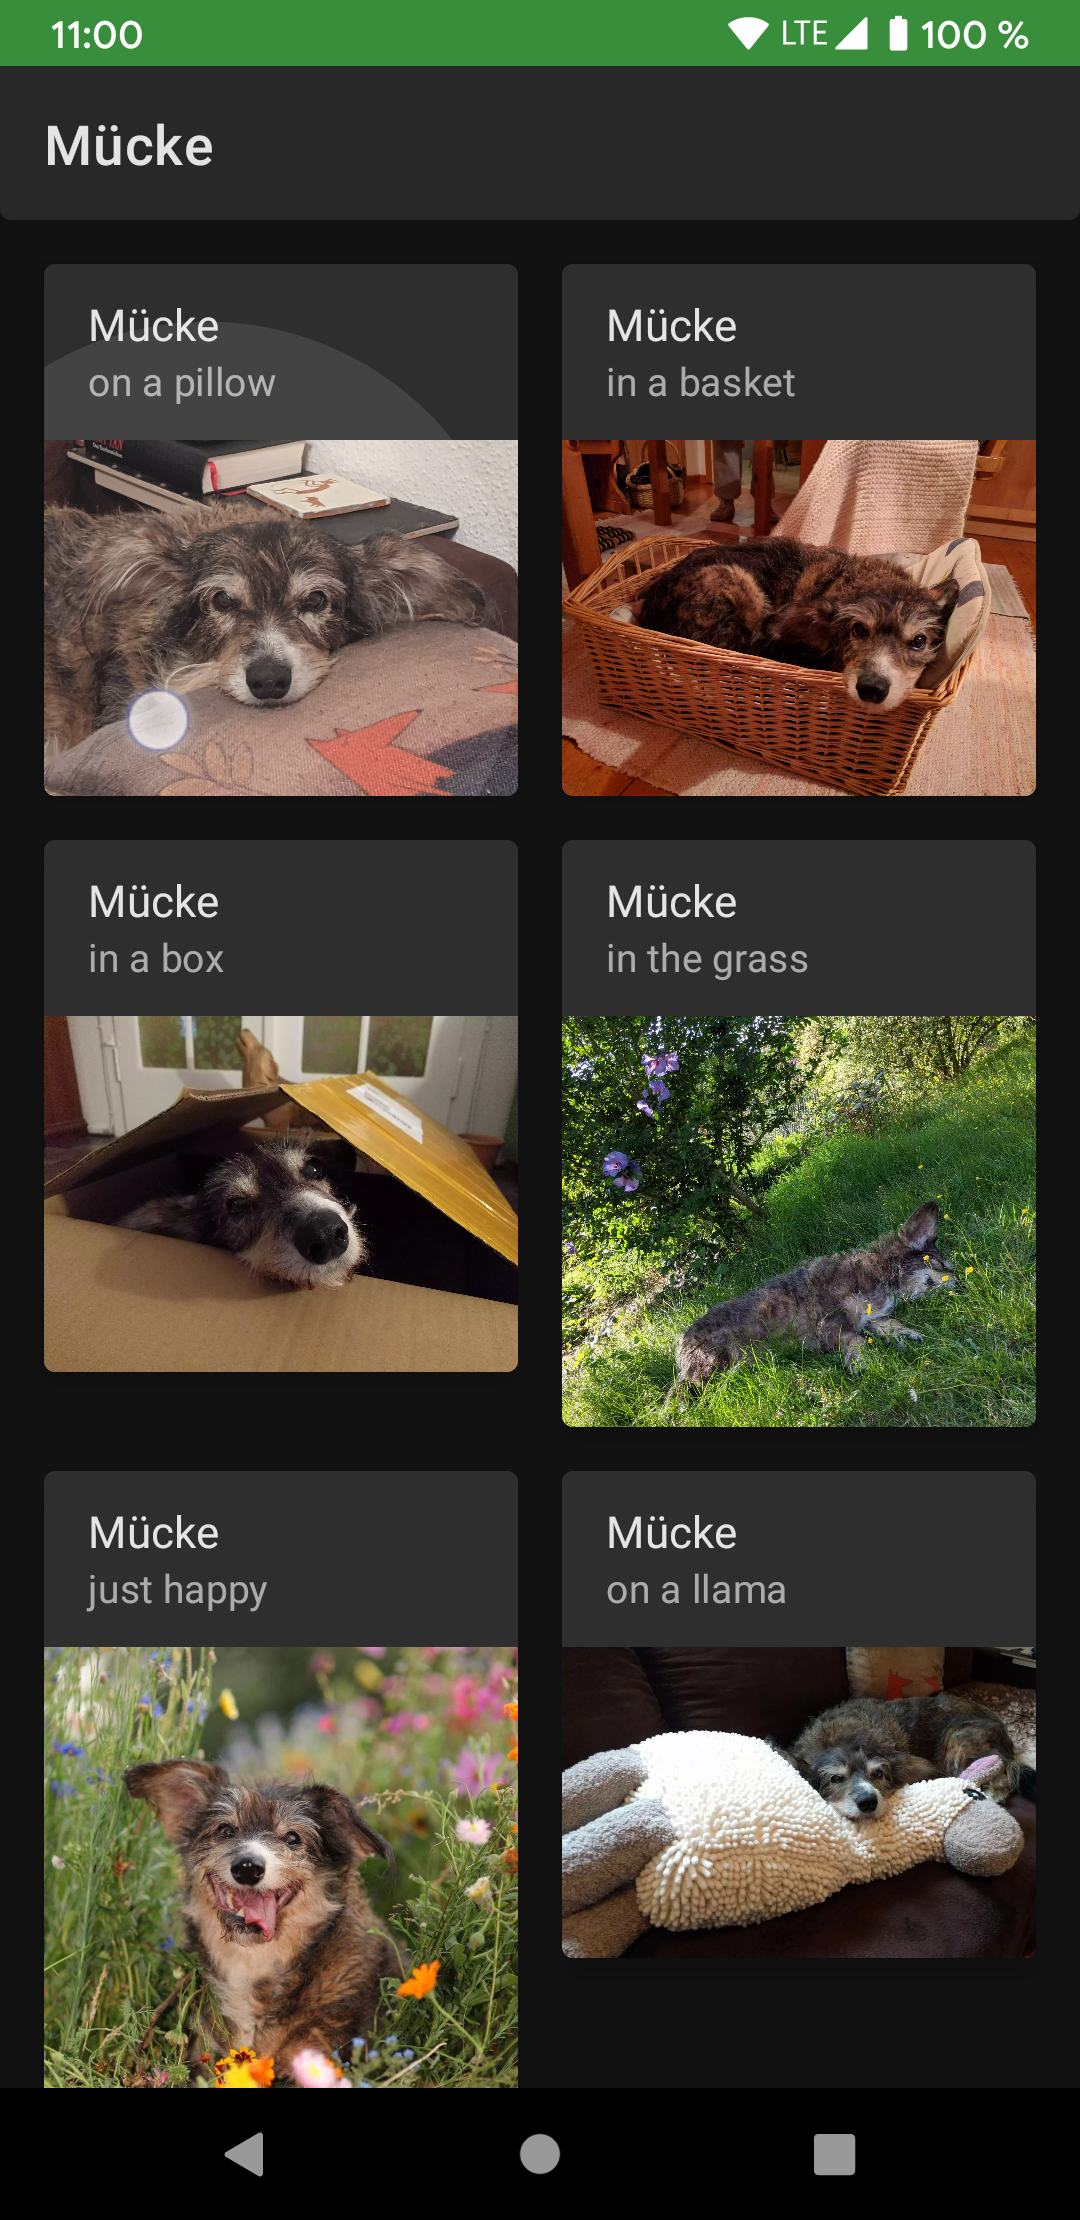 11:00 LTE 100 %
Mücke
Mücke
on a pillow
Mücke
in a basket
Mücke
in a box
Mücke
in the grass
Mücke
just happy
Mücke
on a llama